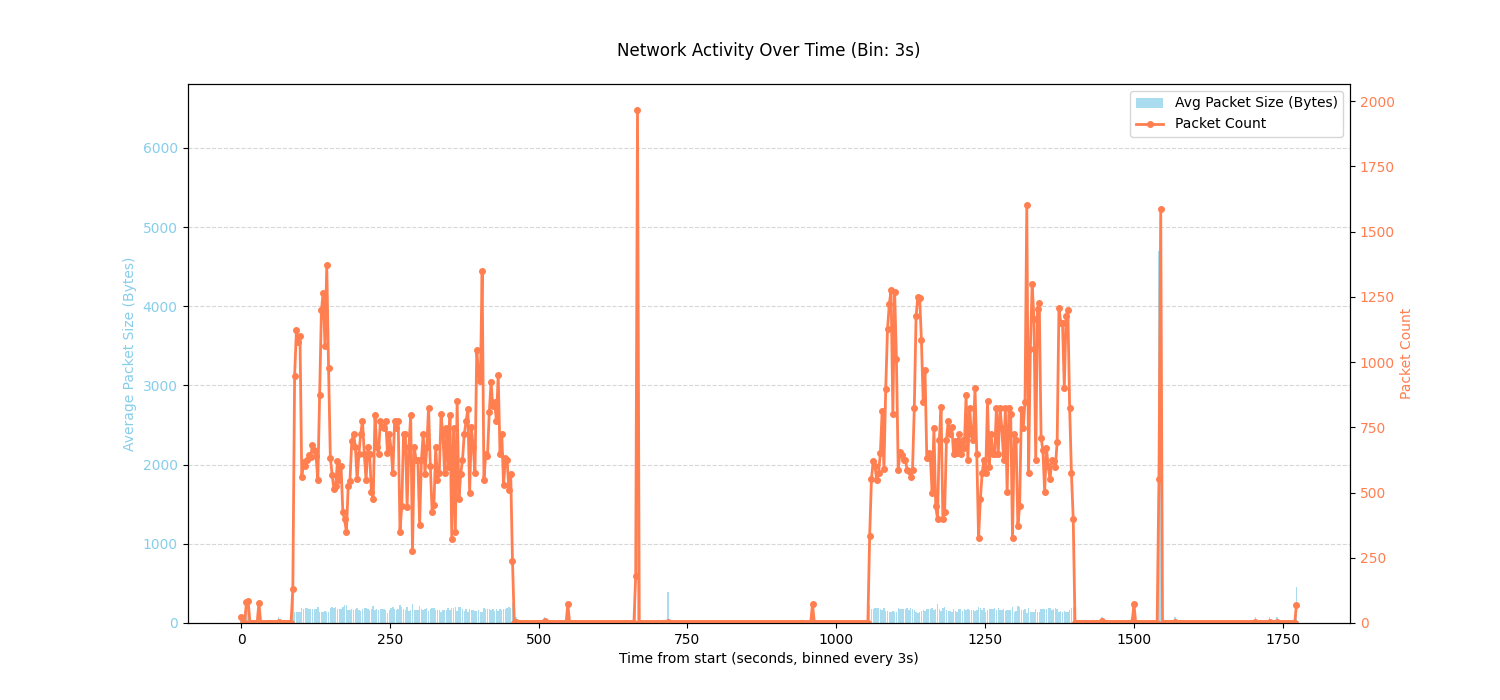 Network Activity Over Time (Bin: 3s)
Avg Packet Size (Bytes)
Packet Count
Average Packet Size (Bytes)
6000
5000
4000
3000
2000
1000
0
2000
1750
1500
1250
1000
750
500
250
0
Packet Count
0 250 500 750 1000 1250 1500 1750
Time from start (seconds, binned every 3s)